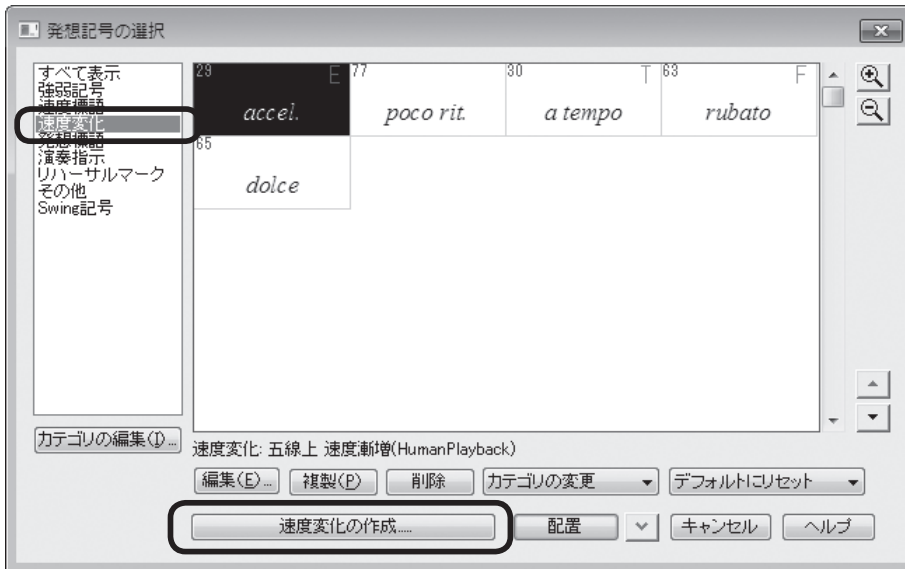 発想記号の選択
すべて表示
強弱記号
速度標語
速度変化
発想標語
演奏指示
リハーサルマーク
その他
Swing記号
29 E 77 30 T 63 F
accel. poco rit. a tempo rubato
65
dolce
カテゴリの編集(I)...
速度変化: 五線上 速度漸増(HumanPlayback)
編集(E)... 複製(P) 削除 カテゴリの変更 デフォルトにリセット
速度変化の作成.... 配置 キャンセル ヘルプ